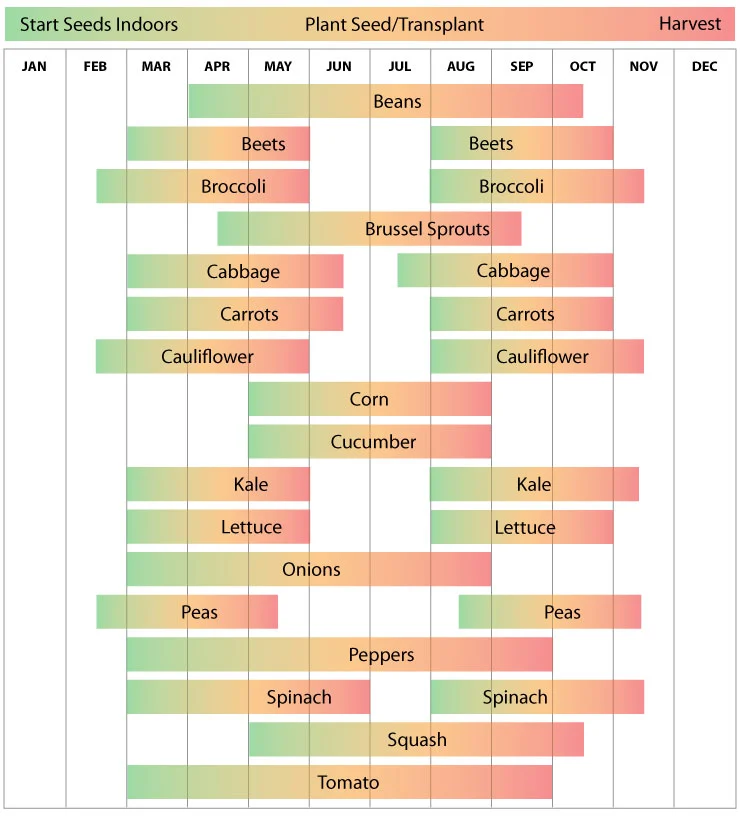 Start Seeds Indoors Plant Seed/Transplant Harvest
JAN FEB MAR APR MAY JUN JUL AUG SEP OCT NOV DEC
Beans
Beets Beets
Broccoli Broccoli
Brussel Sprouts
Cabbage Cabbage
Carrots Carrots
Cauliflower Cauliflower
Corn
Cucumber
Kale Kale
Lettuce Lettuce
Onions
Peas Peas
Peppers
Spinach Spinach
Squash
Tomato